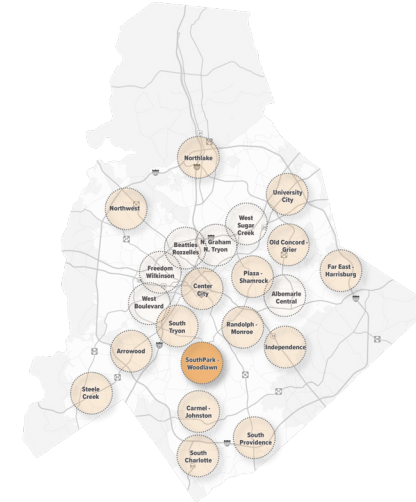 Northlake
University
City
Northwest
West
Sugar
Creek
Beatties
Rozzelles
N. Graham
N. Tryon
Old Concord -
Grier
Freedom
Wilkinson
Plaza -
Shamrock
Far East -
Harrisburg
Center
City
Albemarle
Central
West
Boulevard
South
Tryon
Randolph -
Monroe
Arrowood
Independence
SouthPark -
Woodlawn
Steele
Creek
Carmel -
Johnston
South
Providence
South
Charlotte